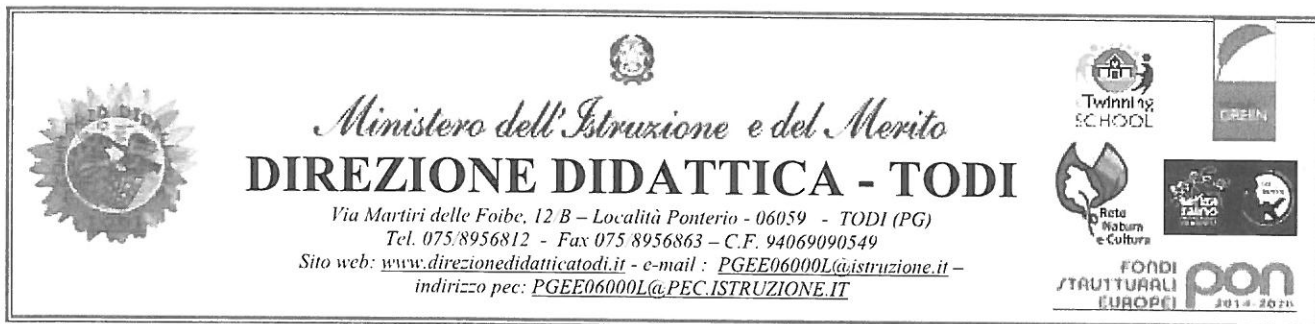 Ministero dell'Istruzione e del Merito
DIREZIONE DIDATTICA - TODI
Via Martiri delle Foibe, 12/B – Località Ponterio - 06059 - TODI (PG)
Tel. 075/8956812 - Fax 075/8956863 – C.F. 94069090549
Sito web: www.direzionedidatticatodi.it - e-mail : PGEE06000L@istruzione.it –
indirizzo pec: PGEE06000L@PEC.ISTRUZIONE.IT
Twinning
SCHOOL
GREEN
Rete
Natura
e Cultura
FONDI
STRUTTURALI
EUROPEI
pon
2014-2020